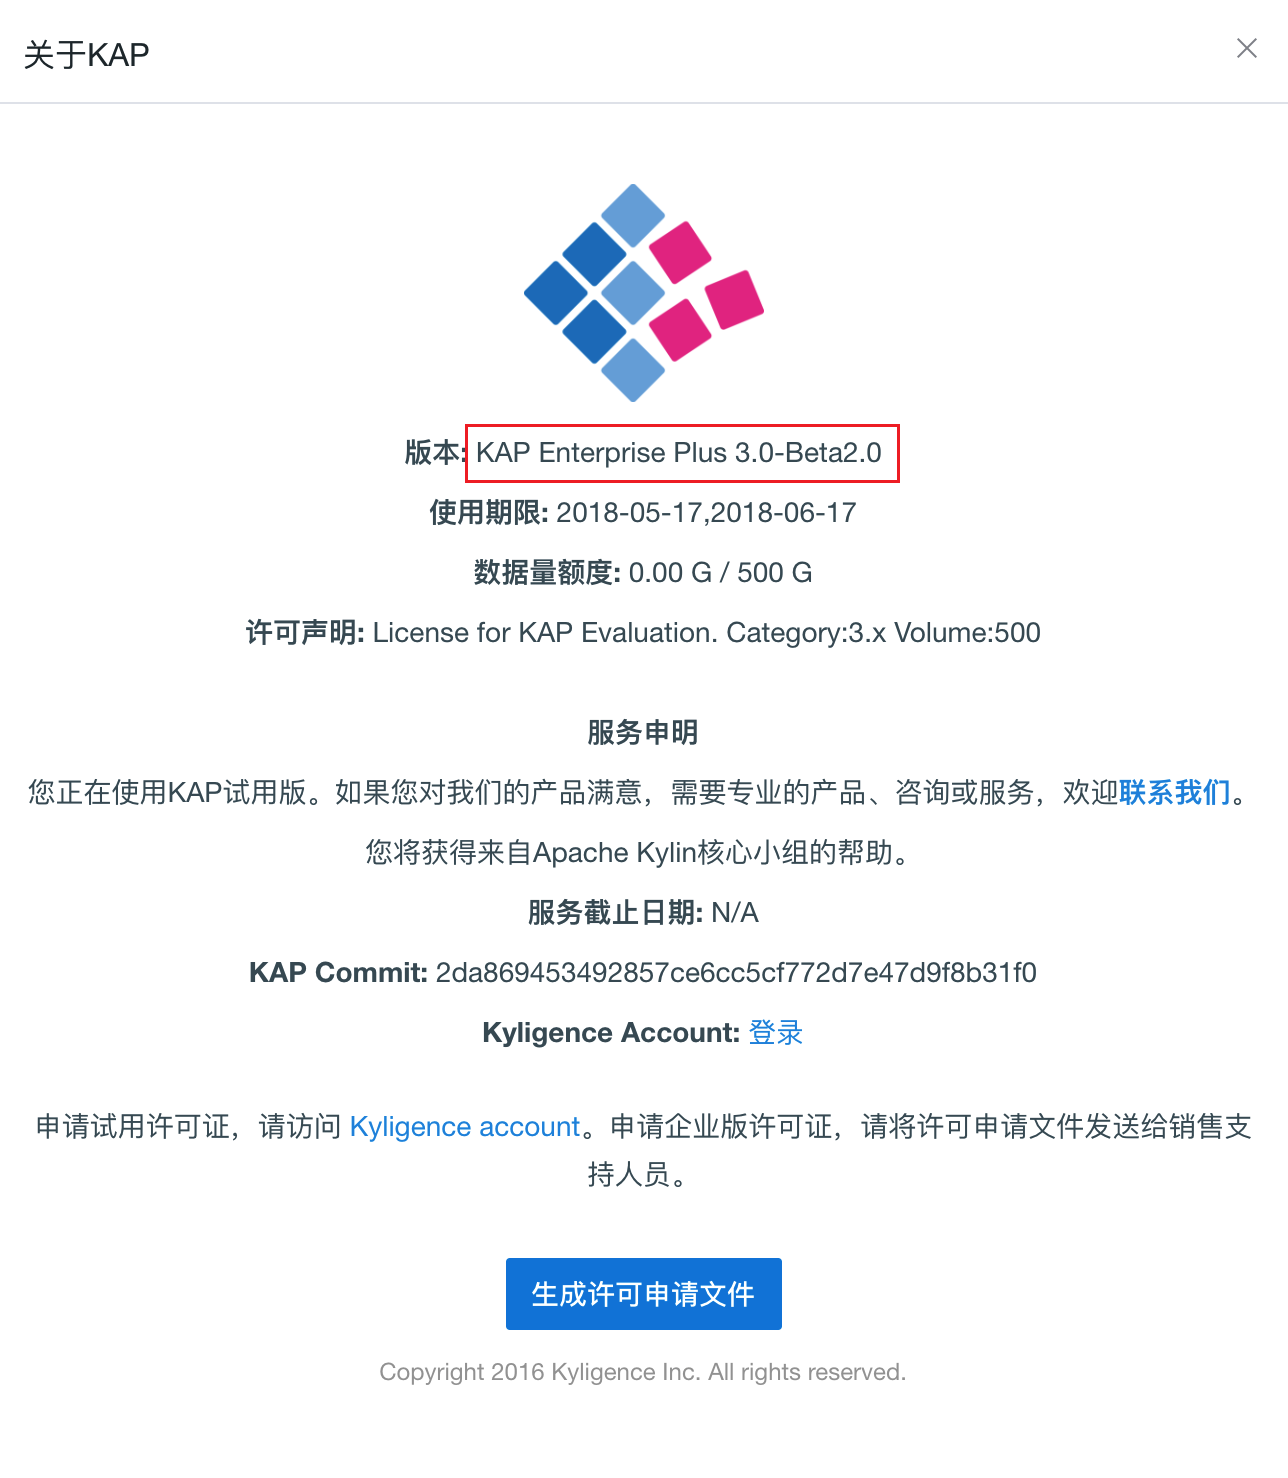 关于KAP
版本: KAP Enterprise Plus 3.0-Beta2.0
使用期限: 2018-05-17,2018-06-17
数据量额度: 0.00 G / 500 G
许可声明: License for KAP Evaluation. Category:3.x Volume:500
服务申明
您正在使用KAP试用版。如果您对我们的产品满意，需要专业的产品、咨询或服务，欢迎联系我们。
您将获得来自Apache Kylin核心小组的帮助。
服务截止日期: N/A
KAP Commit: 2da869453492857ce6cc5cf772d7e47d9f8b31f0
Kyligence Account: 登录
申请试用许可证，请访问 Kyligence account。申请企业版许可证，请将许可申请文件发送给销售支
持人员。
生成许可申请文件
Copyright 2016 Kyligence Inc. All rights reserved.